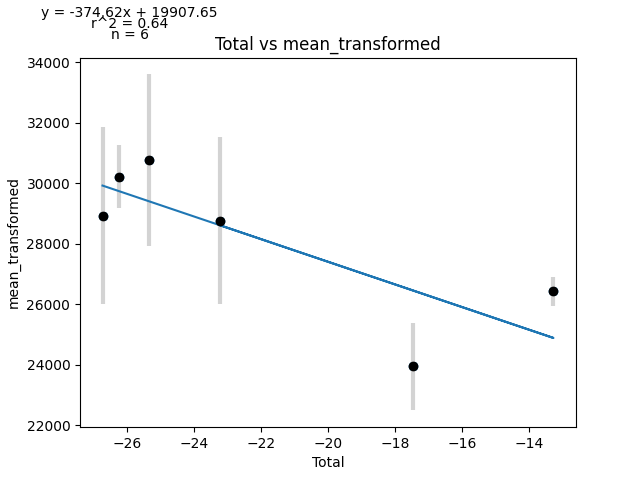 y = -374.62x + 19907.65
r^2 = 0.64
n = 6
Total vs mean_transformed
34000
32000
30000
28000
26000
24000
22000
mean_transformed
−26
−24
−22
−20
−18
−16
−14
Total